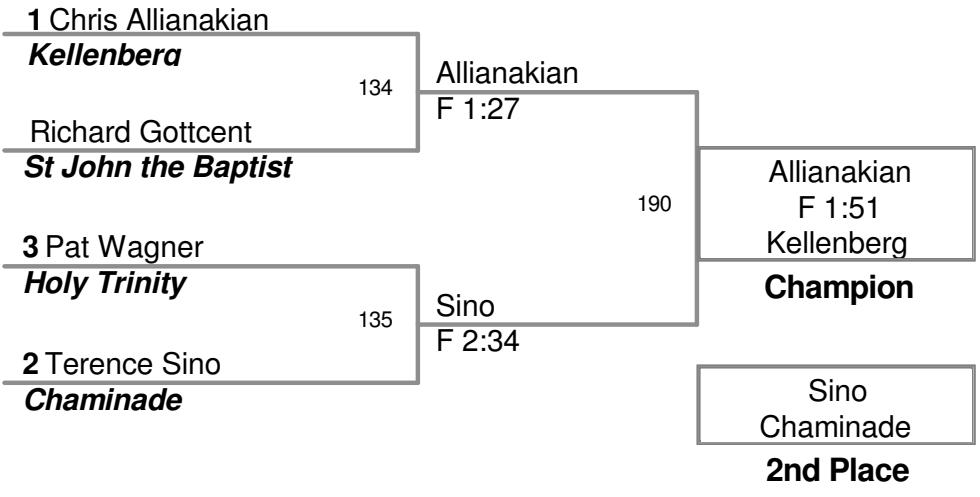 1 Chris Allianakian
Kellenberg
134
Allianakian
F 1:27
Richard Gottcent
St John the Baptist
190
Allianakian
F 1:51
Kellenberg
Champion
3 Pat Wagner
Holy Trinity
135
Sino
F 2:34
2 Terence Sino
Chaminade
Sino
Chaminade
2nd Place